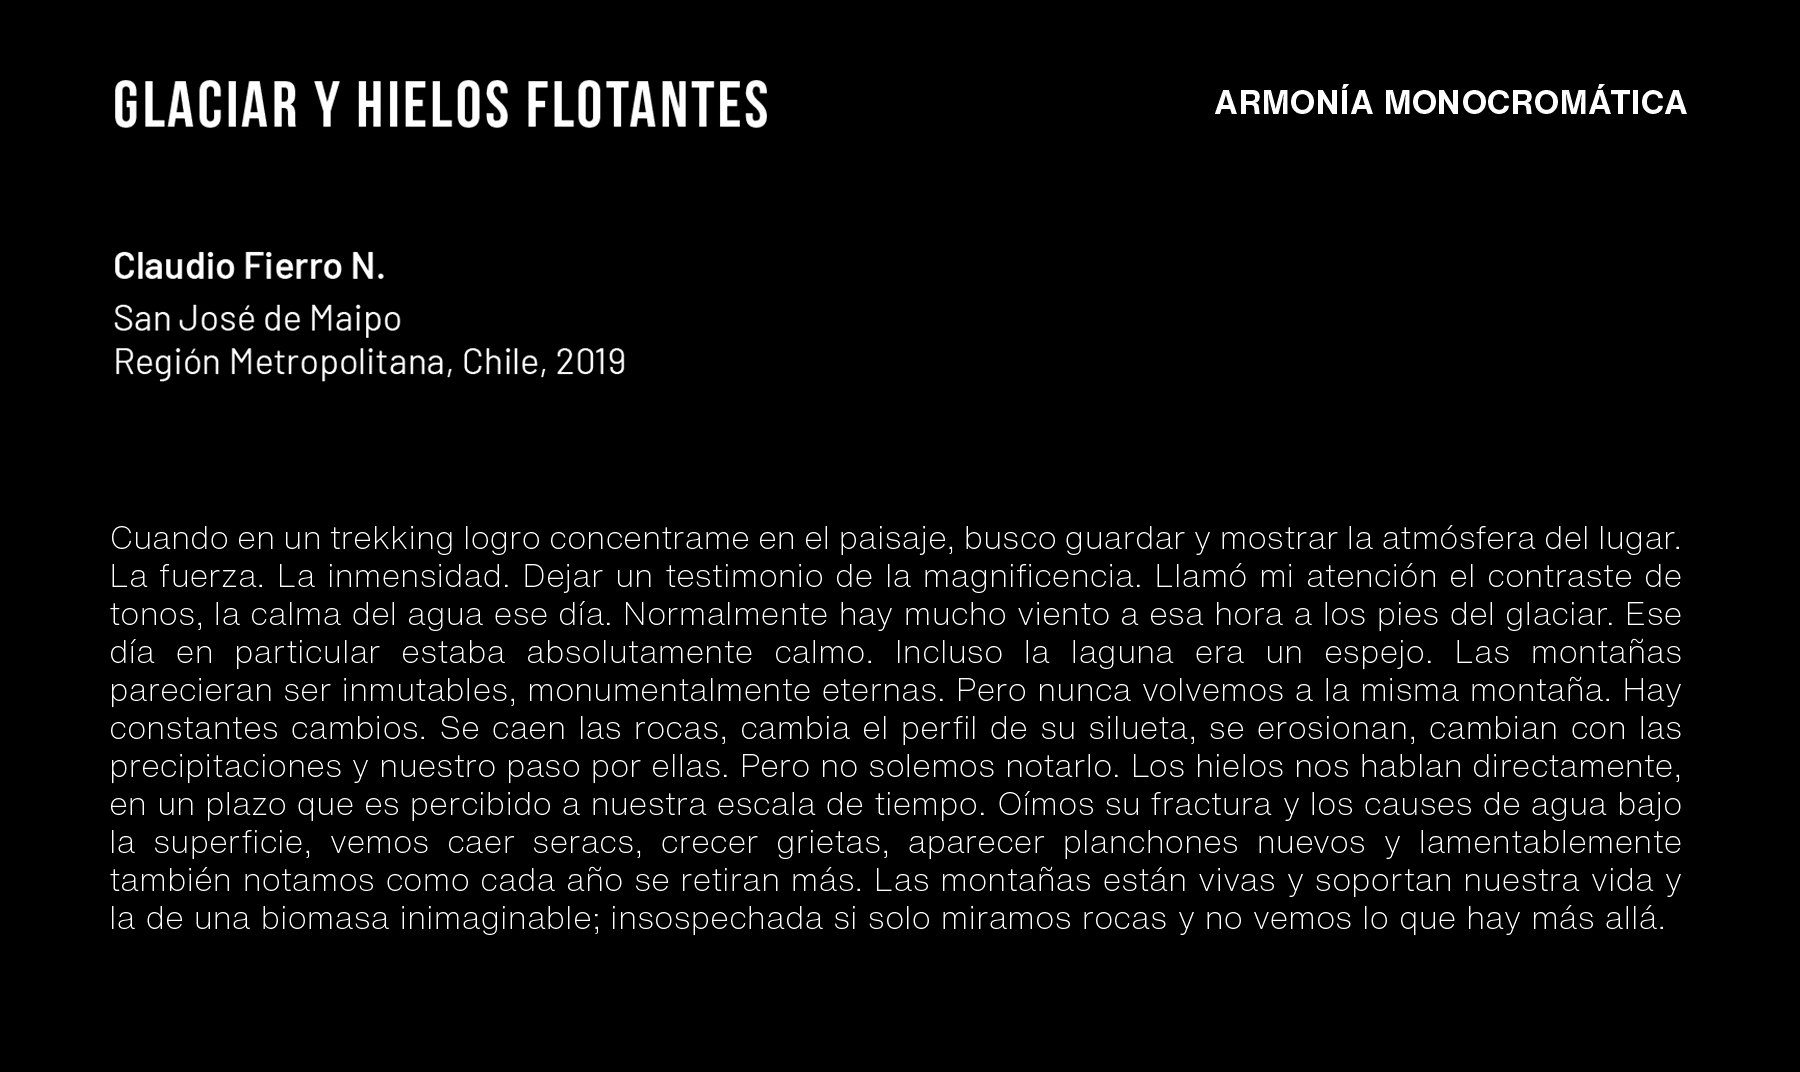 GLACIAR Y HIELOS FLOTANTES
ARMONÍA MONOCROMÁTICA
Claudio Fierro N.
San José de Maipo
Región Metropolitana, Chile, 2019
Cuando en un trekking logro concentrame en el paisaje, busco guardar y mostrar la atmósfera del lugar.
La fuerza. La inmensidad. Dejar un testimonio de la magnificencia. Llamó mi atención el contraste de
tonos, la calma del agua ese día. Normalmente hay mucho viento a esa hora a los pies del glaciar. Ese
día en particular estaba absolutamente calmo. Incluso la laguna era un espejo. Las montañas
parecieran ser inmutables, monumentalmente eternas. Pero nunca volvemos a la misma montaña. Hay
constantes cambios. Se caen las rocas, cambia el perfil de su silueta, se erosionan, cambian con las
precipitaciones y nuestro paso por ellas. Pero no solemos notarlo. Los hielos nos hablan directamente,
en un plazo que es percibido a nuestra escala de tiempo. Oímos su fractura y los causes de agua bajo
la superficie, vemos caer seracs, crecer grietas, aparecer planchones nuevos y lamentablemente
también notamos como cada año se retiran más. Las montañas están vivas y soportan nuestra vida y
la de una biomasa inimaginable; insospechada si solo miramos rocas y no vemos lo que hay más allá.